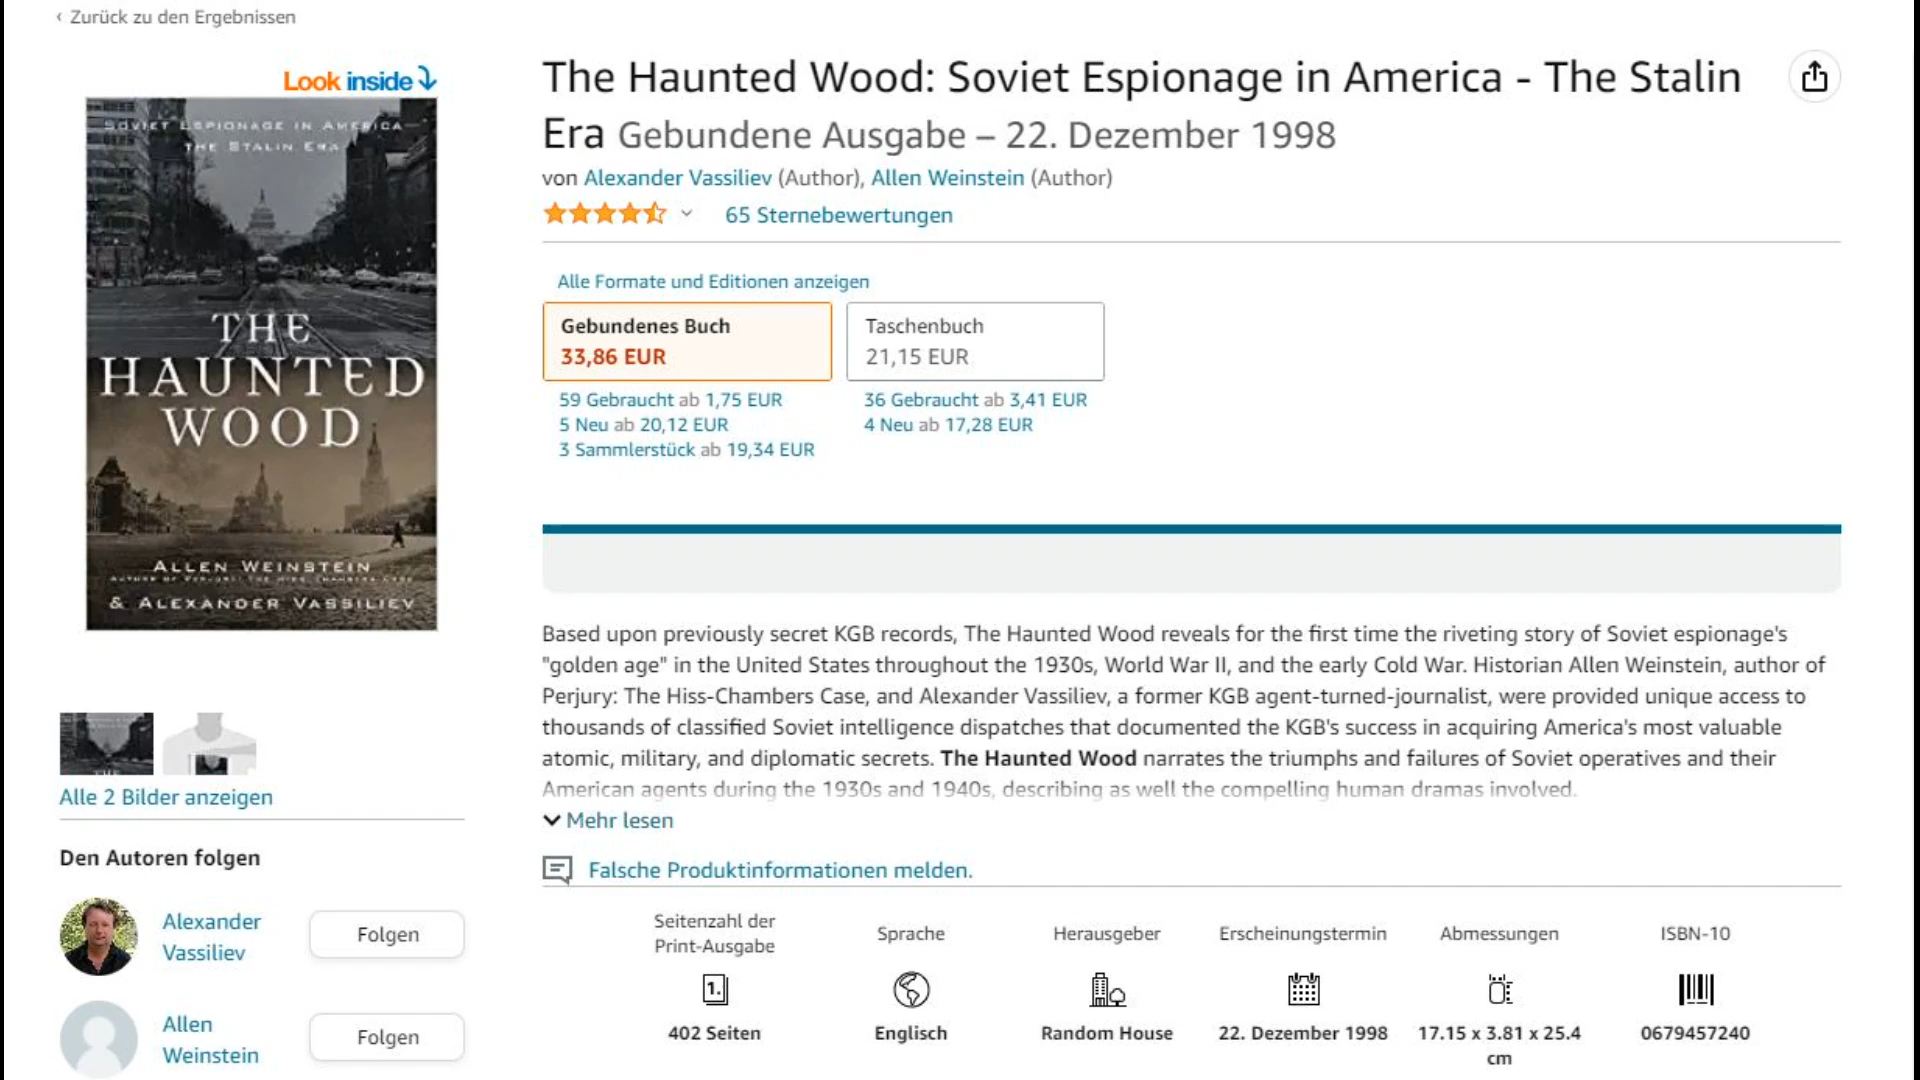 ‹ Zurück zu den Ergebnissen
Look inside
SOVIET ESPIONAGE IN AMERICA—
THE STALIN ERA
THE
HAUNTED
WOOD
ALLEN WEINSTEIN
AUTHOR OF PERJURY: THE HISS-CHAMBERS CASE
& ALEXANDER VASSILIEV
Alle 2 Bilder anzeigen
Den Autoren folgen
Alexander
Vassiliev
Folgen
Allen
Weinstein
Folgen
The Haunted Wood: Soviet Espionage in America - The Stalin
Era Gebundene Ausgabe – 22. Dezember 1998
von Alexander Vassiliev (Author), Allen Weinstein (Author)
65 Sternebewertungen
Alle Formate und Editionen anzeigen
Gebundenes Buch
33,86 EUR
59 Gebraucht ab 1,75 EUR
5 Neu ab 20,12 EUR
3 Sammlerstück ab 19,34 EUR
Taschenbuch
21,15 EUR
36 Gebraucht ab 3,41 EUR
4 Neu ab 17,28 EUR
Based upon previously secret KGB records, The Haunted Wood reveals for the first time the riveting story of Soviet espionage's
"golden age" in the United States throughout the 1930s, World War II, and the early Cold War. Historian Allen Weinstein, author of
Perjury: The Hiss-Chambers Case, and Alexander Vassiliev, a former KGB agent-turned-journalist, were provided unique access to
thousands of classified Soviet intelligence dispatches that documented the KGB's success in acquiring America's most valuable
atomic, military, and diplomatic secrets. The Haunted Wood narrates the triumphs and failures of Soviet operatives and their
American agents during the 1930s and 1940s, describing as well the compelling human dramas involved.
Mehr lesen
Falsche Produktinformationen melden.
Seitenzahl der
Print-Ausgabe
1.
402 Seiten
Sprache
Englisch
Herausgeber
Random House
Erscheinungstermin
22. Dezember 1998
Abmessungen
17.15 x 3.81 x 25.4
cm
ISBN-10
0679457240